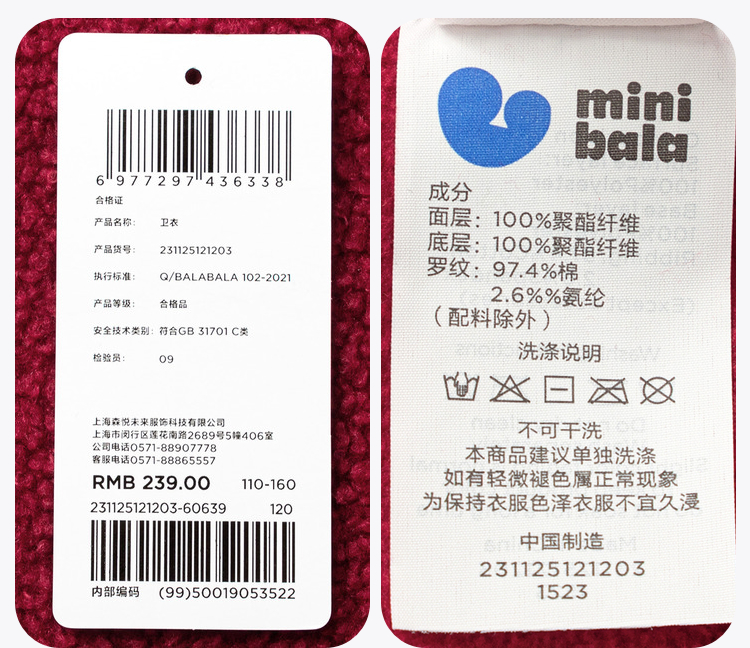 6 977297 436338
合格证
产品名称: 卫衣
产品货号: 231125121203
执行标准: Q/BALABALA 102-2021
产品等级: 合格品
安全技术类别: 符合GB 31701 C类
检验员: 09
上海森悦未来服饰科技有限公司
上海市闵行区莲花南路2689号5幢406室
公司电话0571-88907778
客服电话0571-88865557
RMB 239.00 110-160
231125121203-60639 120
内部编码 (99)50019053522
mini
bala
成分
面层: 100%聚酯纤维
底层: 100%聚酯纤维
罗纹: 97.4%棉
2.6%%氨纶
(配料除外)
洗涤说明
不可干洗
本商品建议单独洗涤
如有轻微褪色属正常现象
为保持衣服色泽衣服不宜久浸
中国制造
231125121203
1523